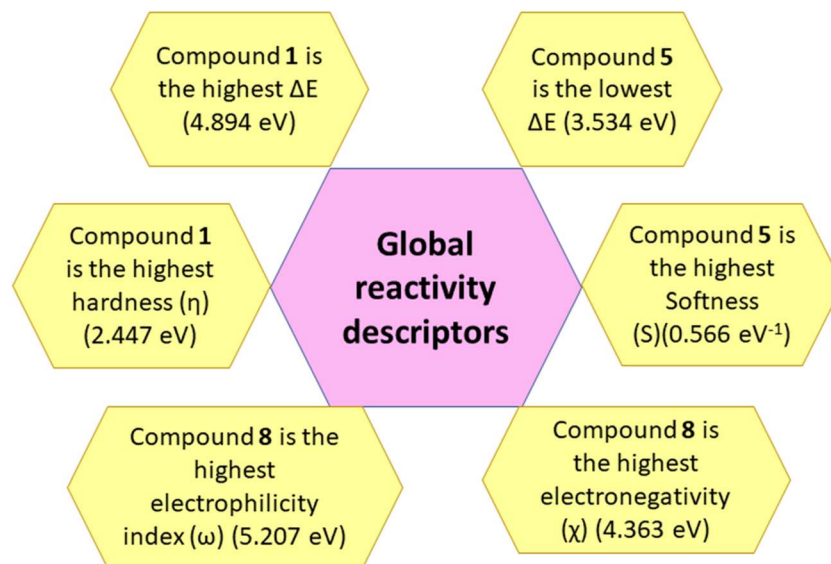 Compound 1 is
the highest ΔE
(4.894 eV)
Compound 5
is the lowest
ΔE (3.534 eV)
Compound 1
is the highest
hardness (η)
(2.447 eV)
Global
reactivity
descriptors
Compound 5 is
the highest
Softness
(S)(0.566 eV⁻¹)
Compound 8 is the
highest
electrophilicity
index (ω) (5.207 eV)
Compound 8 is
the highest
electronegativity
(χ) (4.363 eV)